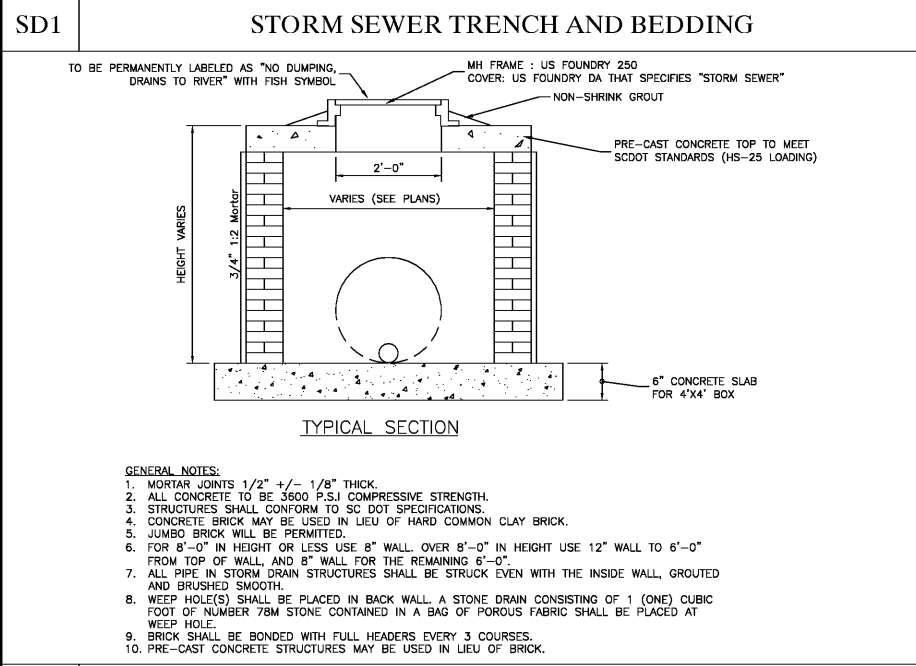 SD1
STORM SEWER TRENCH AND BEDDING
TO BE PERMANENTLY LABELED AS "NO DUMPING,
DRAINS TO RIVER" WITH FISH SYMBOL
MH FRAME : US FOUNDRY 250
COVER: US FOUNDRY DA THAT SPECIFIES "STORM SEWER"
NON-SHRINK GROUT
PRE-CAST CONCRETE TOP TO MEET
SCDOT STANDARDS (HS-25 LOADING)
2'-0"
VARIES (SEE PLANS)
HEIGHT VARIES
3/4" 1:2 Mortar
6" CONCRETE SLAB
FOR 4'X4' BOX
TYPICAL SECTION
GENERAL NOTES:
1. MORTAR JOINTS 1/2" +/- 1/8" THICK.
2. ALL CONCRETE TO BE 3600 P.S.I COMPRESSIVE STRENGTH.
3. STRUCTURES SHALL CONFORM TO SC DOT SPECIFICATIONS.
4. CONCRETE BRICK MAY BE USED IN LIEU OF HARD COMMON CLAY BRICK.
5. JUMBO BRICK WILL BE PERMITTED.
6. FOR 8'-0" IN HEIGHT OR LESS USE 8" WALL. OVER 8'-0" IN HEIGHT USE 12" WALL TO 6'-0"
FROM TOP OF WALL, AND 8" WALL FOR THE REMAINING 6'-0".
7. ALL PIPE IN STORM DRAIN STRUCTURES SHALL BE STRUCK EVEN WITH THE INSIDE WALL, GROUTED
AND BRUSHED SMOOTH.
8. WEEP HOLE(S) SHALL BE PLACED IN BACK WALL. A STONE DRAIN CONSISTING OF 1 (ONE) CUBIC
FOOT OF NUMBER 78M STONE CONTAINED IN A BAG OF POROUS FABRIC SHALL BE PLACED AT
WEEP HOLE.
9. BRICK SHALL BE BONDED WITH FULL HEADERS EVERY 3 COURSES.
10. PRE-CAST CONCRETE STRUCTURES MAY BE USED IN LIEU OF BRICK.